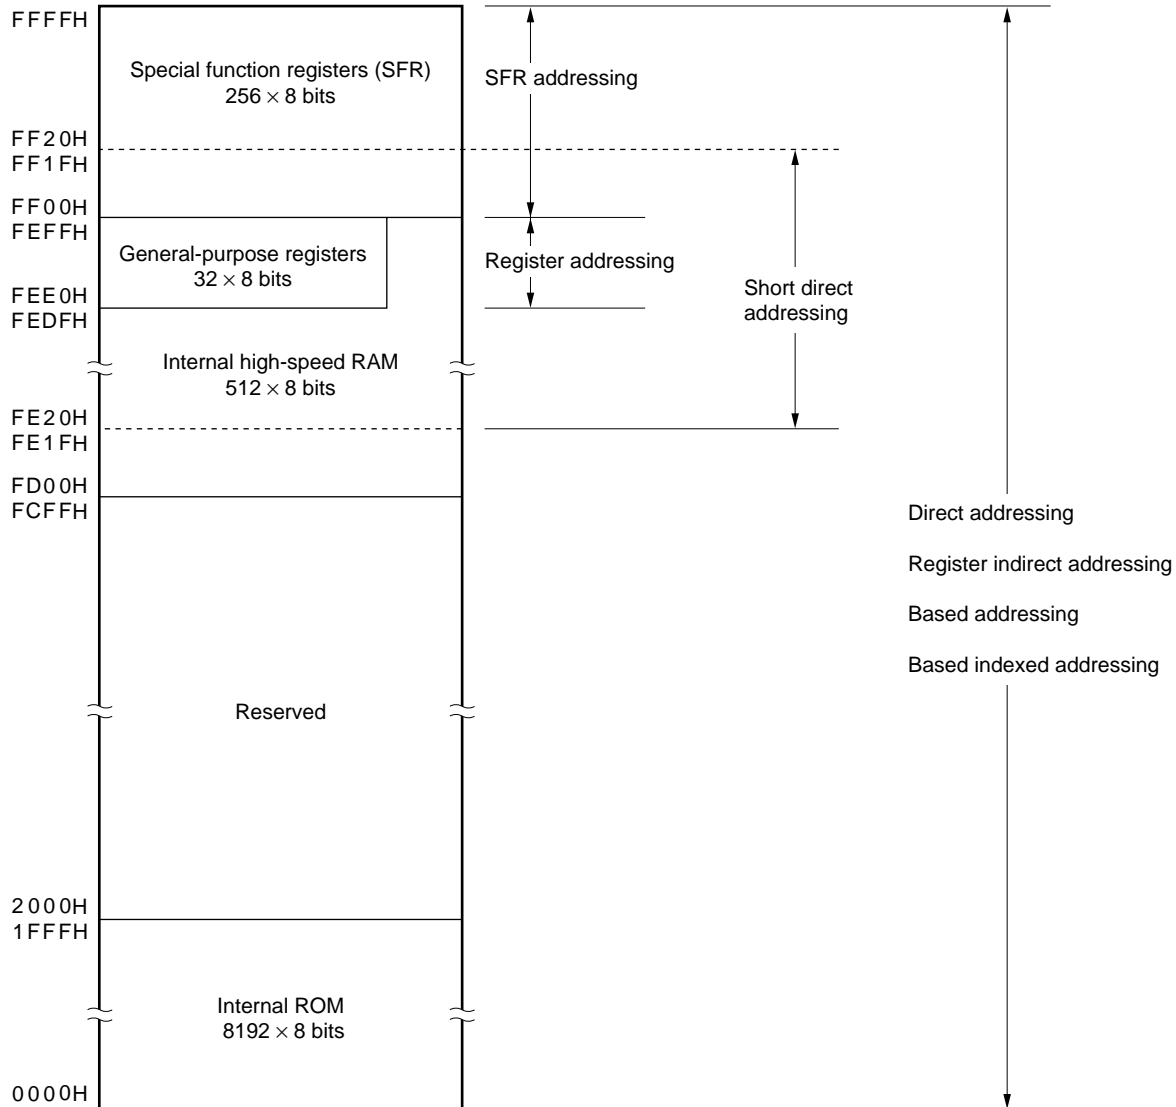 FFFFH
Special function registers (SFR)
256 × 8 bits
SFR addressing
FF20H
FF1FH
FF00H
FEFFH
General-purpose registers
32 × 8 bits
Register addressing
Short direct
addressing
FEE0H
FEDFH
Internal high-speed RAM
512 × 8 bits
FE20H
FE1FH
FD00H
FCFFH
Direct addressing
Register indirect addressing
Based addressing
Based indexed addressing
Reserved
2000H
1FFFH
Internal ROM
8192 × 8 bits
0000H